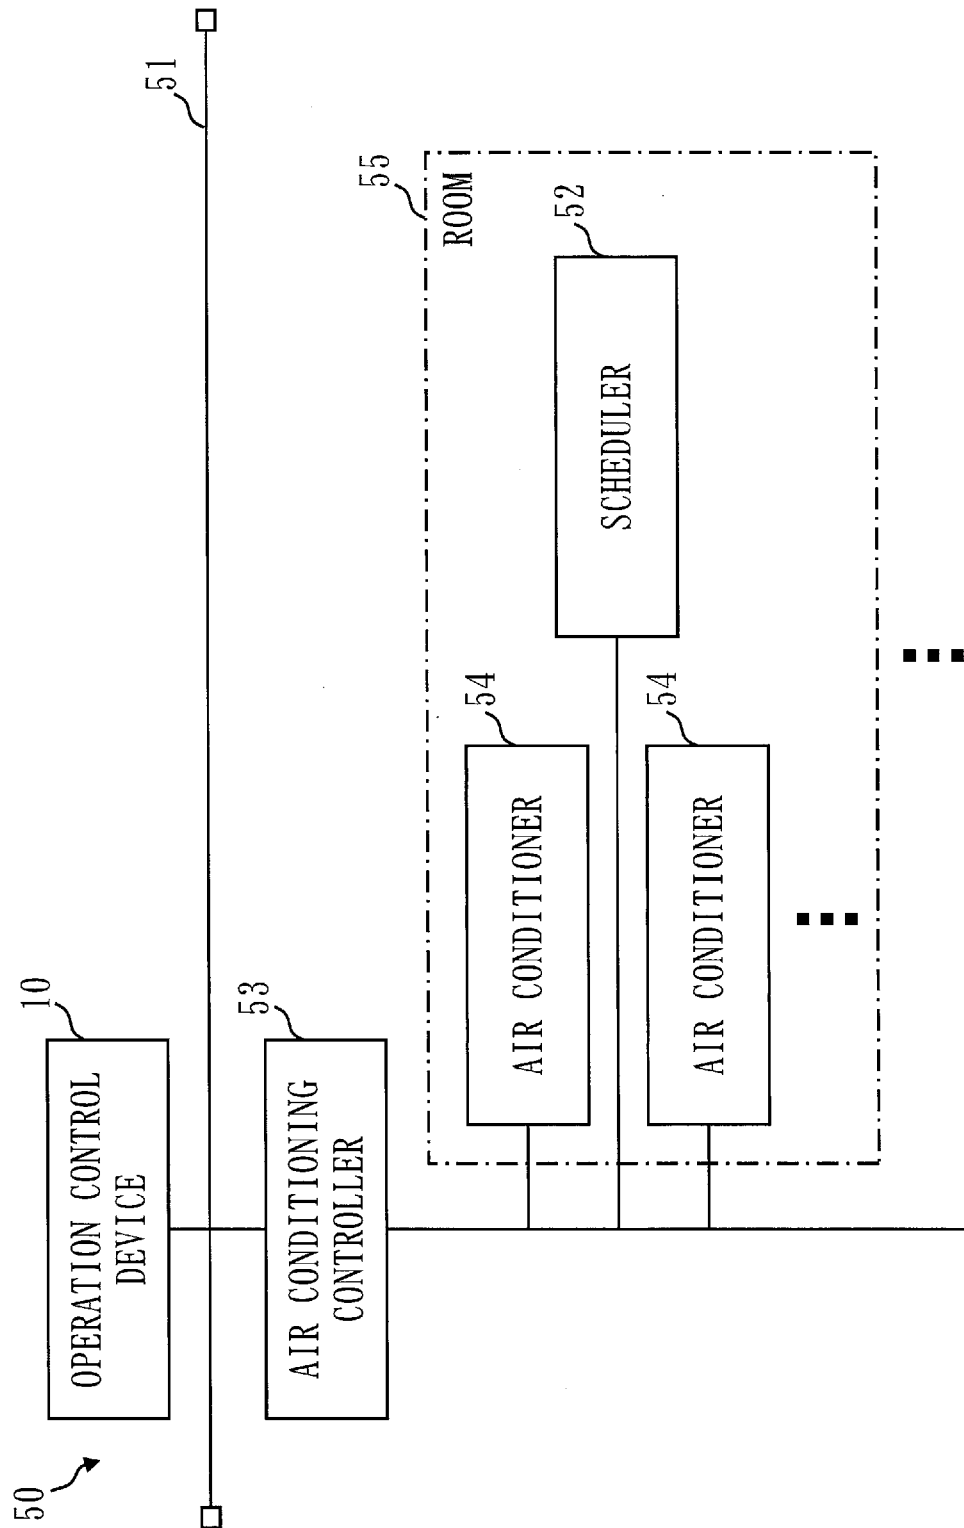 50
10
OPERATION CONTROL
DEVICE
51
53
AIR CONDITIONING
CONTROLLER
55
ROOM
54
AIR CONDITIONER
52
SCHEDULER
54
AIR CONDITIONER